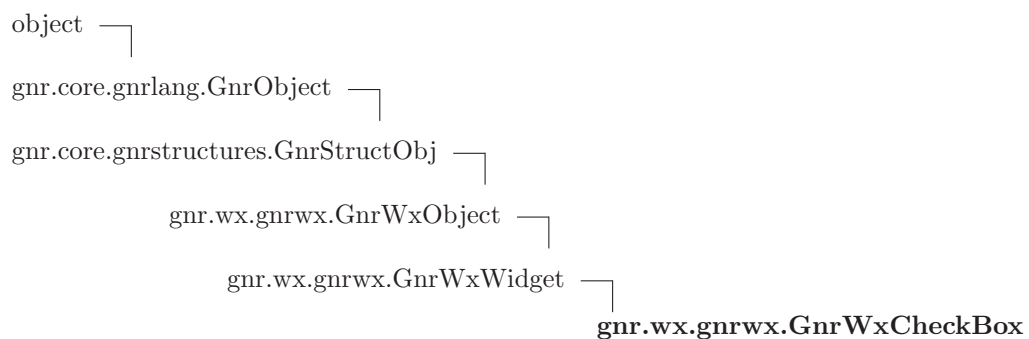 object
gnr.core.gnrlang.GnrObject
gnr.core.gnrstructures.GnrStructObj
gnr.wx.gnrwx.GnrWxObject
gnr.wx.gnrwx.GnrWxWidget
gnr.wx.gnrwx.GnrWxCheckBox